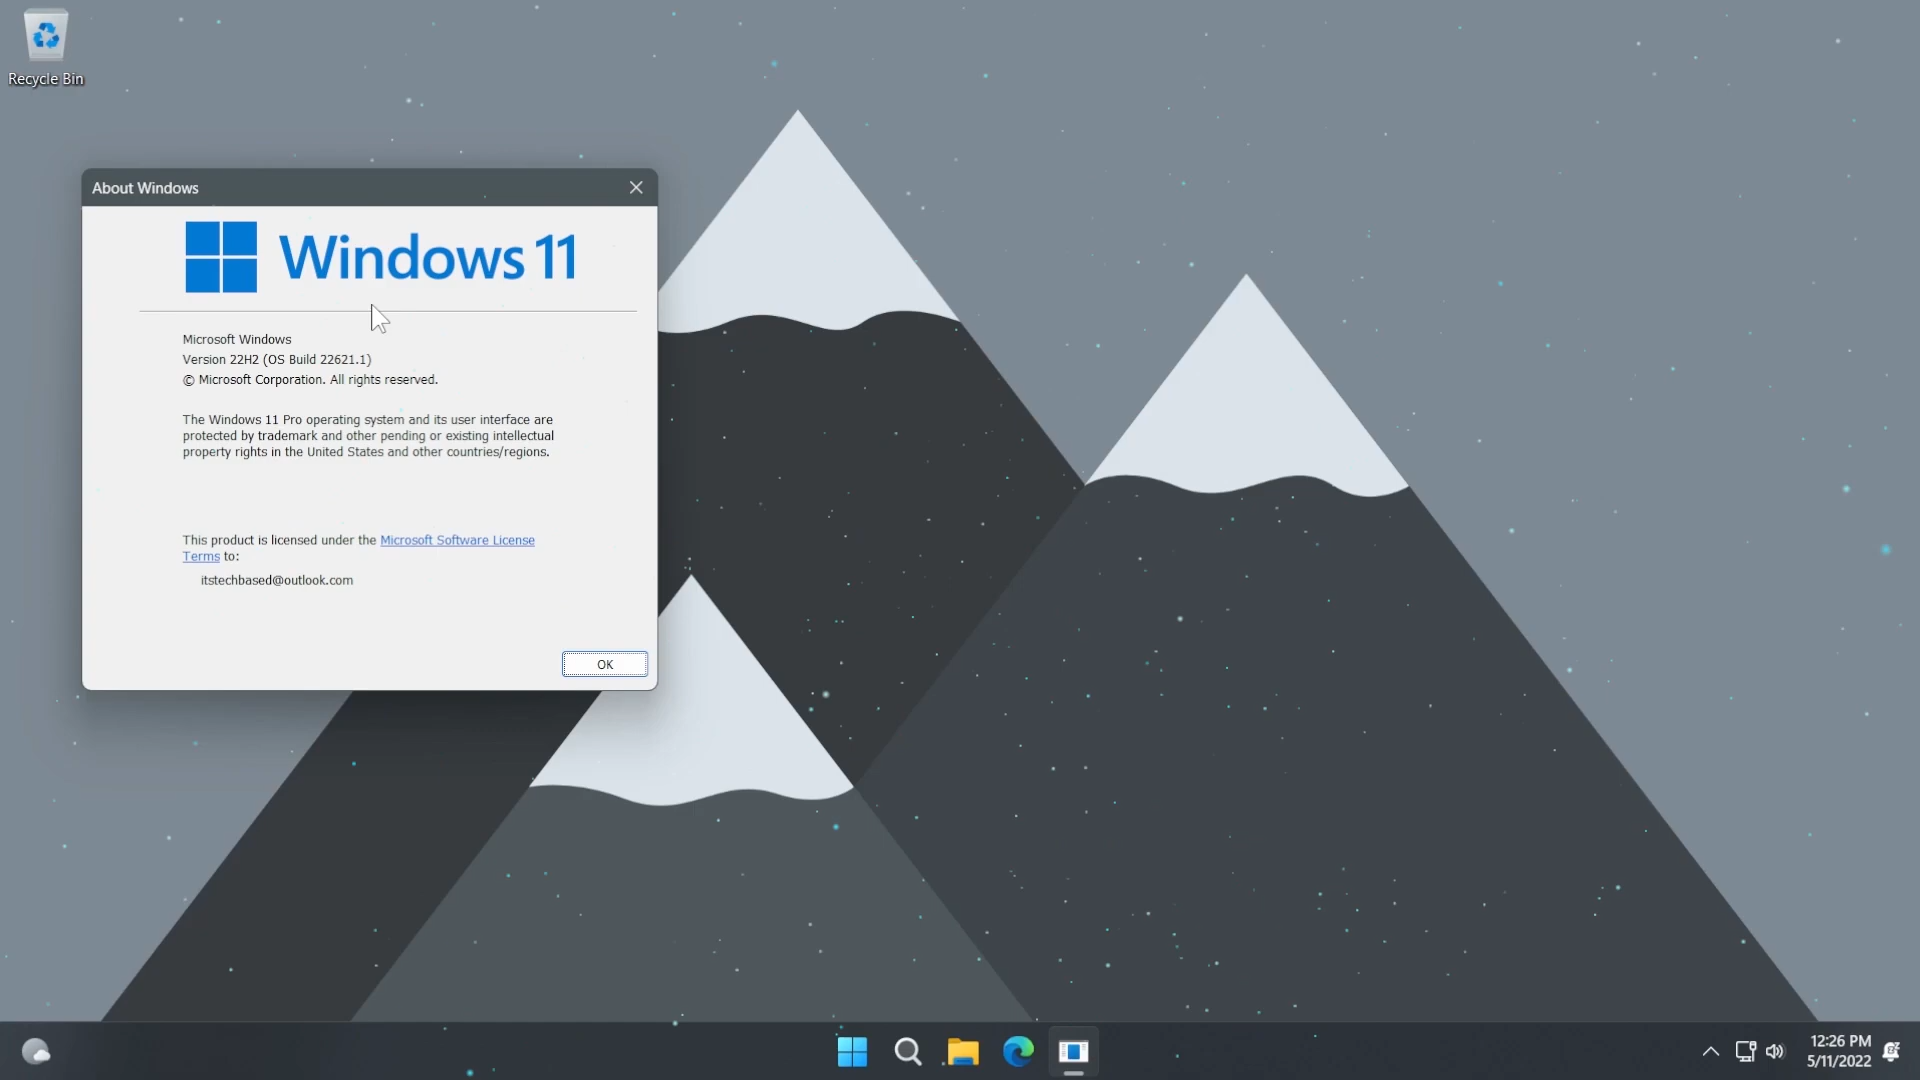 Recycle Bin
About Windows
Windows 11
Microsoft Windows
Version 22H2 (OS Build 22621.1)
© Microsoft Corporation. All rights reserved.
The Windows 11 Pro operating system and its user interface are
protected by trademark and other pending or existing intellectual
property rights in the United States and other countries/regions.
This product is licensed under the Microsoft Software License
Terms to:
itstechbased@outlook.com
OK
12:26 PM
5/11/2022